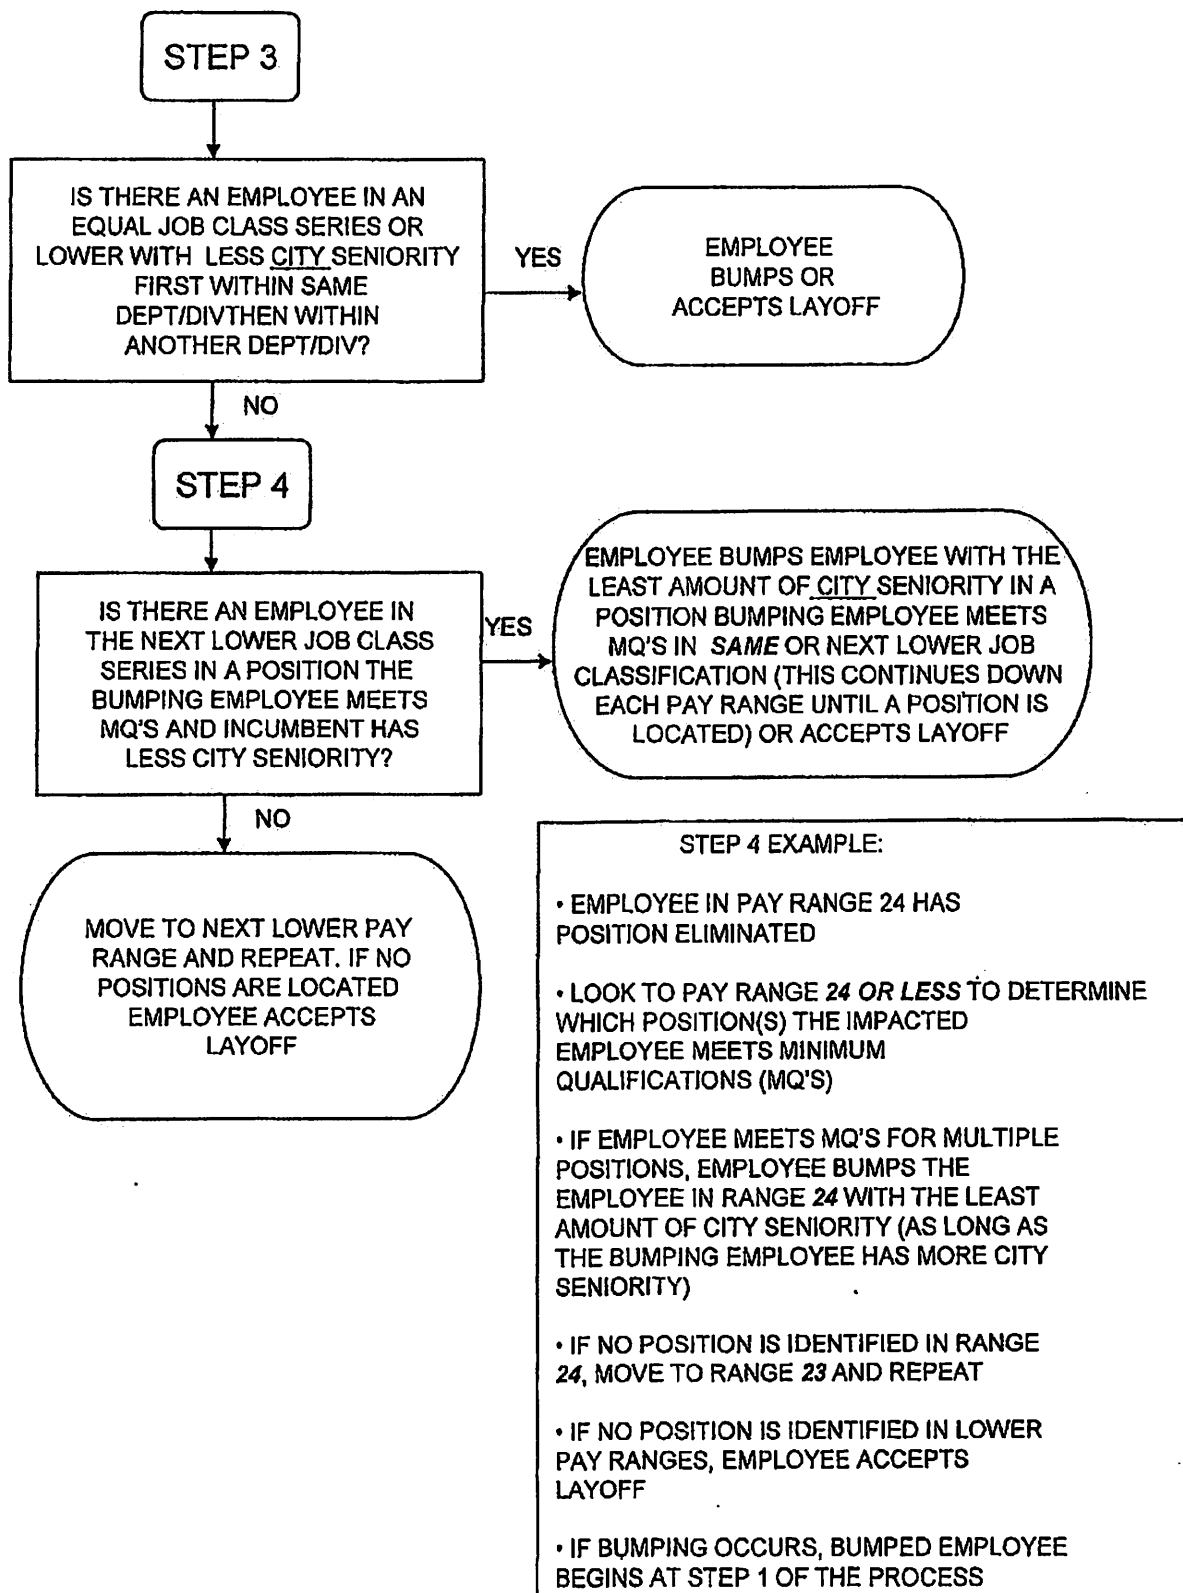 STEP 3
IS THERE AN EMPLOYEE IN AN
EQUAL JOB CLASS SERIES OR
LOWER WITH LESS CITY SENIORITY
FIRST WITHIN SAME
DEPT/DIVTHEN WITHIN
ANOTHER DEPT/DIV?
YES
EMPLOYEE
BUMPS OR
ACCEPTS LAYOFF
NO
STEP 4
IS THERE AN EMPLOYEE IN
THE NEXT LOWER JOB CLASS
SERIES IN A POSITION THE
BUMPING EMPLOYEE MEETS
MQ'S AND INCUMBENT HAS
LESS CITY SENIORITY?
YES
EMPLOYEE BUMPS EMPLOYEE WITH THE
LEAST AMOUNT OF CITY SENIORITY IN A
POSITION BUMPING EMPLOYEE MEETS
MQ'S IN SAME OR NEXT LOWER JOB
CLASSIFICATION (THIS CONTINUES DOWN
EACH PAY RANGE UNTIL A POSITION IS
LOCATED) OR ACCEPTS LAYOFF
NO
MOVE TO NEXT LOWER PAY
RANGE AND REPEAT. IF NO
POSITIONS ARE LOCATED
EMPLOYEE ACCEPTS
LAYOFF
STEP 4 EXAMPLE:
• EMPLOYEE IN PAY RANGE 24 HAS
POSITION ELIMINATED
• LOOK TO PAY RANGE 24 OR LESS TO DETERMINE
WHICH POSITION(S) THE IMPACTED
EMPLOYEE MEETS MINIMUM
QUALIFICATIONS (MQ'S)
• IF EMPLOYEE MEETS MQ'S FOR MULTIPLE
POSITIONS, EMPLOYEE BUMPS THE
EMPLOYEE IN RANGE 24 WITH THE LEAST
AMOUNT OF CITY SENIORITY (AS LONG AS
THE BUMPING EMPLOYEE HAS MORE CITY
SENIORITY)
• IF NO POSITION IS IDENTIFIED IN RANGE
24, MOVE TO RANGE 23 AND REPEAT
• IF NO POSITION IS IDENTIFIED IN LOWER
PAY RANGES, EMPLOYEE ACCEPTS
LAYOFF
• IF BUMPING OCCURS, BUMPED EMPLOYEE
BEGINS AT STEP 1 OF THE PROCESS